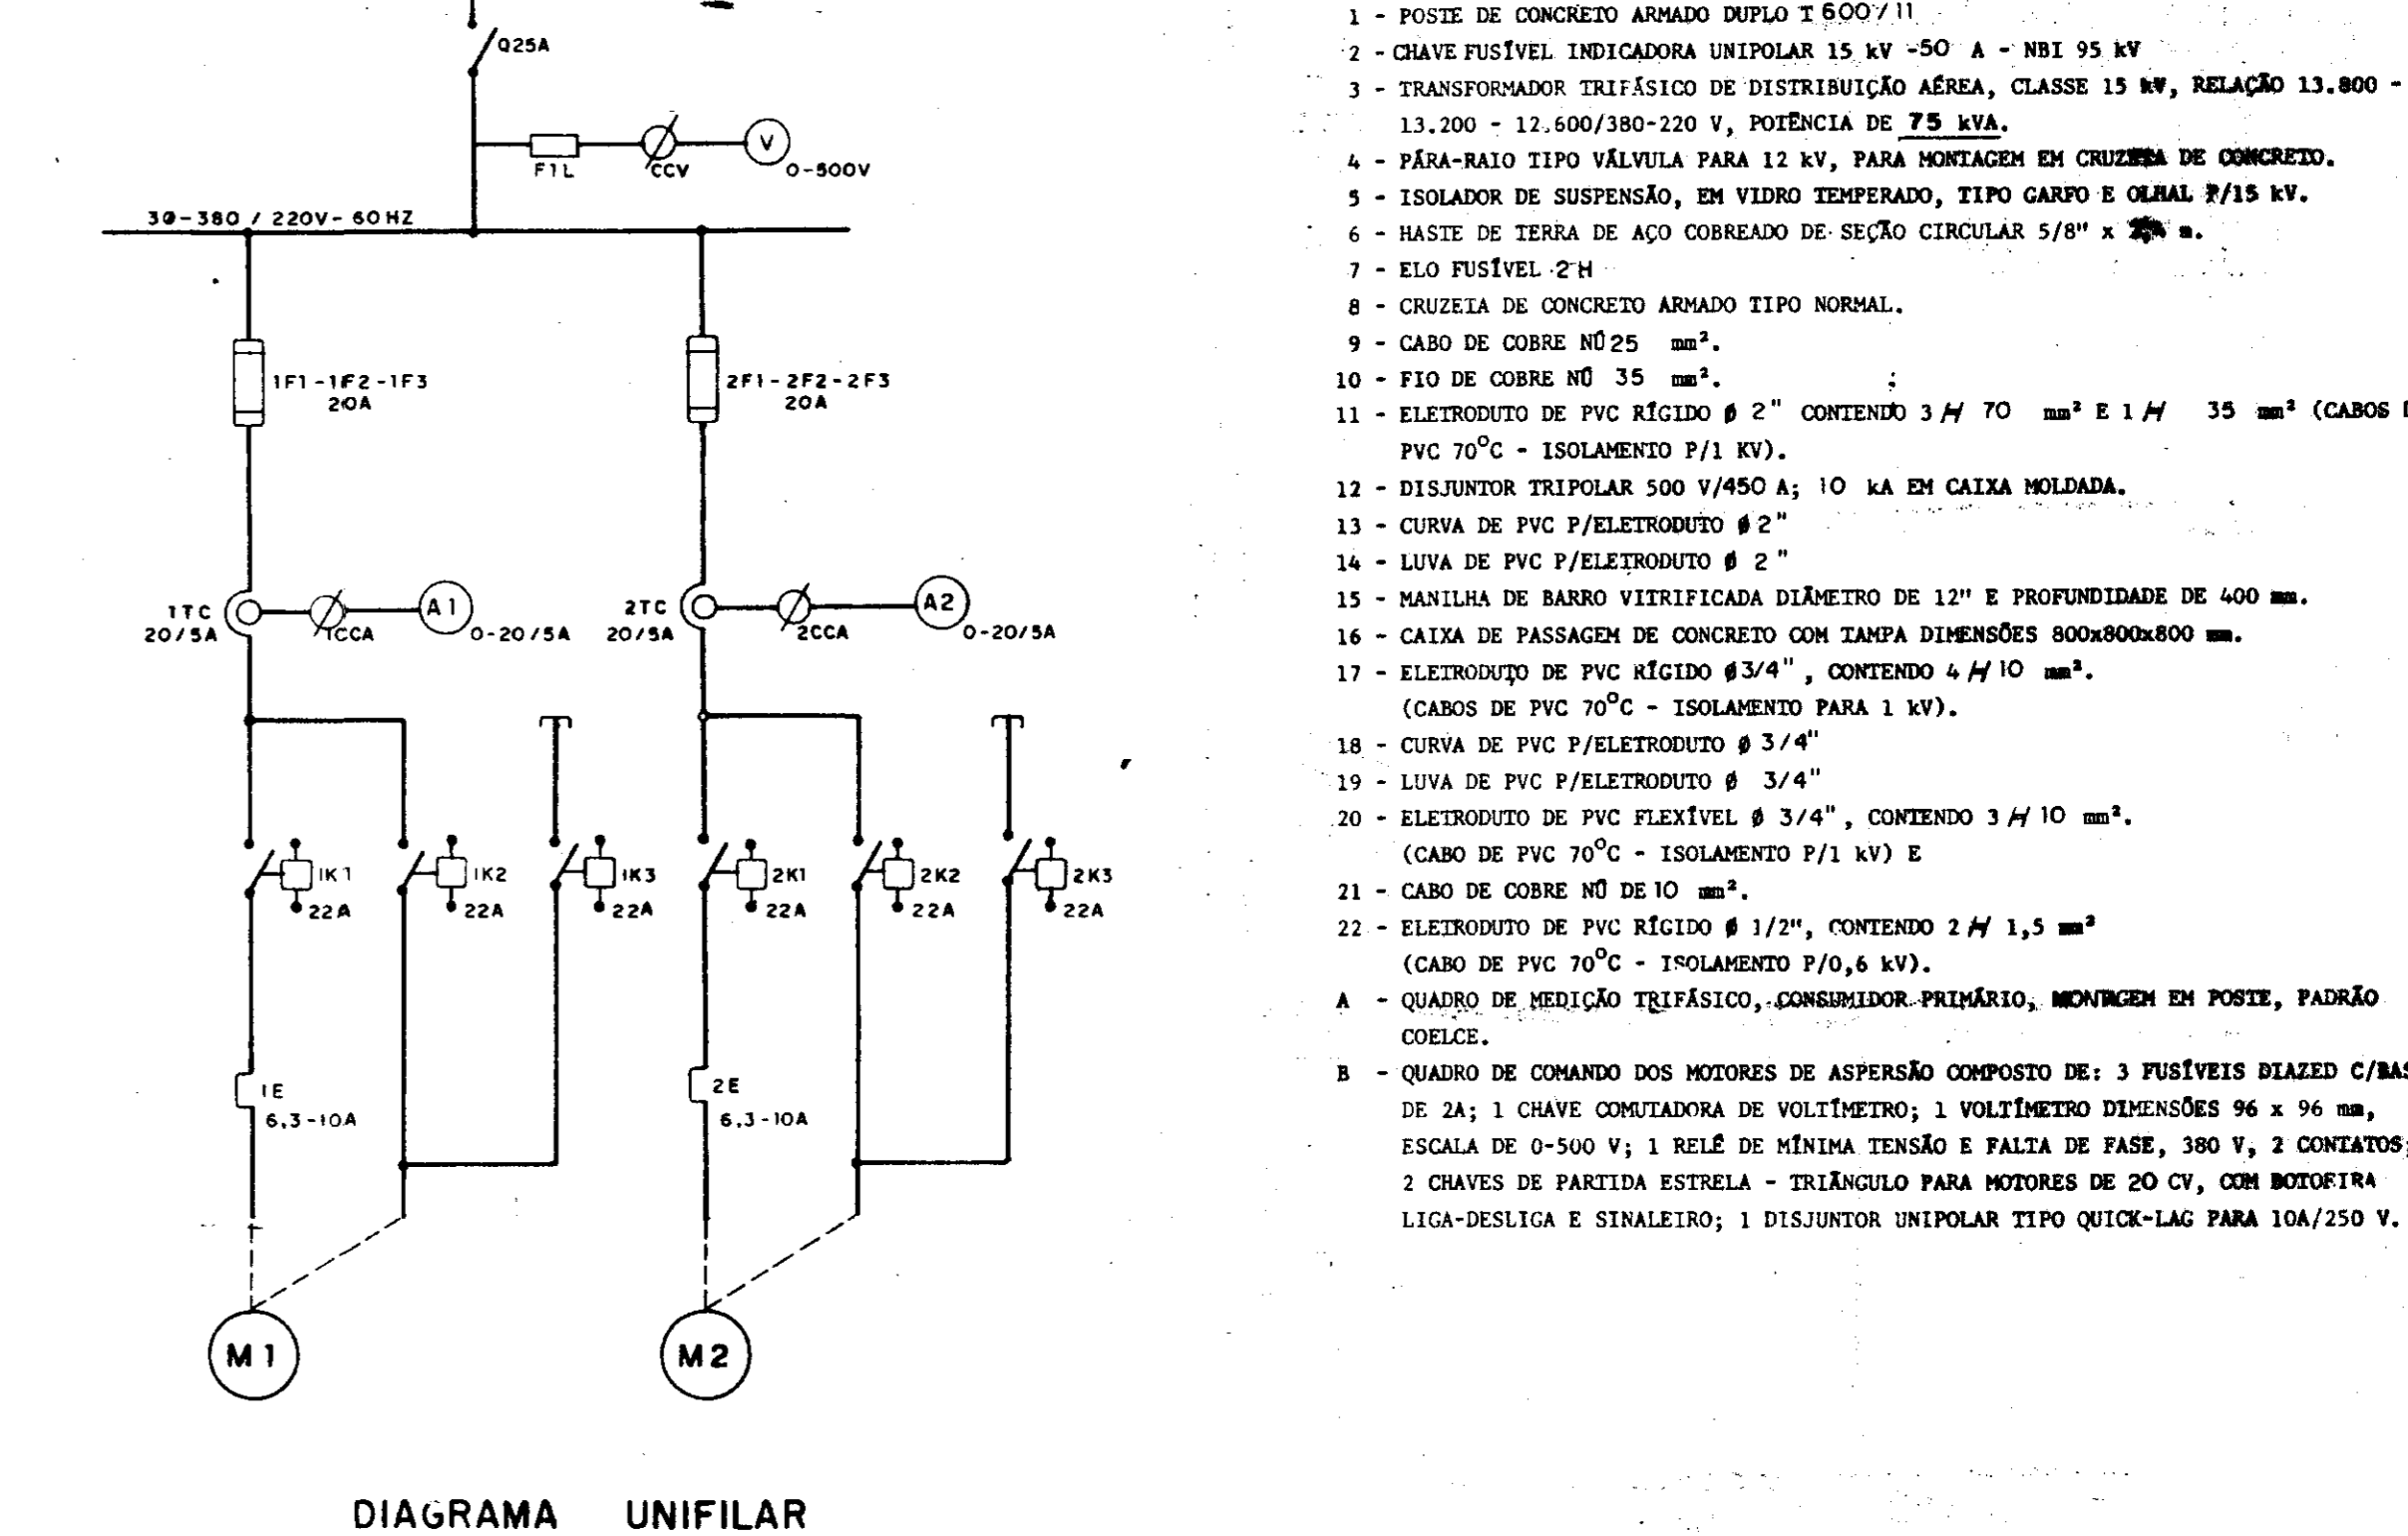 Q25A
F1L
CCV
V
0-500V
3Ø-380 / 220V- 60 HZ
1F1-1F2-1F3
20A
2F1-2F2-2F3
20A
1TC
20/5A
1CCA
A1
0-20/5A
2TC
20/5A
2CCA
A2
0-20/5A
1K1
22A
1K2
22A
1K3
22A
2K1
22A
2K2
22A
2K3
22A
1E
6,3-10A
2E
6,3-10A
M1
M2
DIAGRAMA UNIFILAR
1 - POSTE DE CONCRETO ARMADO DUPLO T 600/11
2 - CHAVE FUSÍVEL INDICADORA UNIPOLAR 15 kV -50 A - NBI 95 kV
3 - TRANSFORMADOR TRIFÁSICO DE DISTRIBUIÇÃO AÉREA, CLASSE 15 kV, RELAÇÃO 13.800 -
13.200 - 12.600/380-220 V, POTÊNCIA DE 75 kVA.
4 - PÁRA-RAIO TIPO VÁLVULA PARA 12 kV, PARA MONTAGEM EM CRUZETA DE CONCRETO.
5 - ISOLADOR DE SUSPENSÃO, EM VIDRO TEMPERADO, TIPO GARFO E OLHAL P/15 kV.
6 - HASTE DE TERRA DE AÇO COBREADO DE SEÇÃO CIRCULAR 5/8" x m.
7 - ELO FUSÍVEL 2 H
8 - CRUZETA DE CONCRETO ARMADO TIPO NORMAL.
9 - CABO DE COBRE NÚ 25 mm².
10 - FIO DE COBRE NÚ 35 mm².
11 - ELETRODUTO DE PVC RÍGIDO Ø 2" CONTENDO 3 # 70 mm² E 1 # 35 mm² (CABOS
PVC 70°C - ISOLAMENTO P/1 KV).
12 - DISJUNTOR TRIPOLAR 500 V/450 A; 10 kA EM CAIXA MOLDADA.
13 - CURVA DE PVC P/ELETRODUTO Ø 2"
14 - LUVA DE PVC P/ELETRODUTO Ø 2"
15 - MANILHA DE BARRO VITRIFICADA DIÂMETRO DE 12" E PROFUNDIDADE DE 400 mm.
16 - CAIXA DE PASSAGEM DE CONCRETO COM TAMPA DIMENSÕES 800x800x800 mm.
17 - ELETRODUTO DE PVC RÍGIDO Ø 3/4", CONTENDO 4 # 10 mm².
(CABOS DE PVC 70°C - ISOLAMENTO PARA 1 kV).
18 - CURVA DE PVC P/ELETRODUTO Ø 3/4"
19 - LUVA DE PVC P/ELETRODUTO Ø 3/4"
20 - ELETRODUTO DE PVC FLEXÍVEL Ø 3/4", CONTENDO 3 # 10 mm².
(CABO DE PVC 70°C - ISOLAMENTO P/1 kV) E
21 - CABO DE COBRE NÚ DE 10 mm².
22 - ELETRODUTO DE PVC RÍGIDO Ø 1/2", CONTENDO 2 # 1,5 mm²
(CABO DE PVC 70°C - ISOLAMENTO P/0,6 kV).
A - QUADRO DE MEDIÇÃO TRIFÁSICO, CONSUMIDOR PRIMÁRIO, MONTAGEM EM POSTE, PADRÃO
COELCE.
B - QUADRO DE COMANDO DOS MOTORES DE ASPERSÃO COMPOSTO DE: 3 FUSÍVEIS DIAZED C/BAS
DE 2A; 1 CHAVE COMUTADORA DE VOLTÍMETRO; 1 VOLTÍMETRO DIMENSÕES 96 x 96 mm,
ESCALA DE 0-500 V; 1 RELÉ DE MÍNIMA TENSÃO E FALTA DE FASE, 380 V, 2 CONTATOS;
2 CHAVES DE PARTIDA ESTRELA - TRIÂNGULO PARA MOTORES DE 20 CV, COM BOTOEIRA
LIGA-DESLIGA E SINALEIRO; 1 DISJUNTOR UNIPOLAR TIPO QUICK-LAG PARA 10A/250 V.